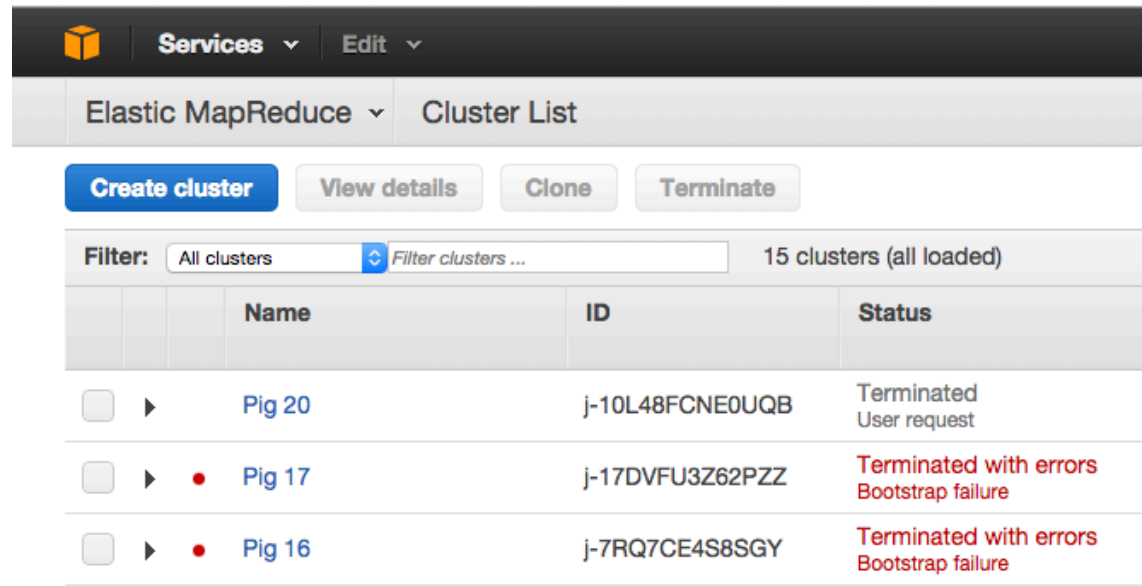 Services Edit
Elastic MapReduce Cluster List
Create cluster View details Clone Terminate
Filter: All clusters Filter clusters ... 15 clusters (all loaded)
Name ID Status
Pig 20 j-10L48FCNE0UQB Terminated
User request
Pig 17 j-17DVFU3Z62PZZ Terminated with errors
Bootstrap failure
Pig 16 j-7RQ7CE4S8SGY Terminated with errors
Bootstrap failure